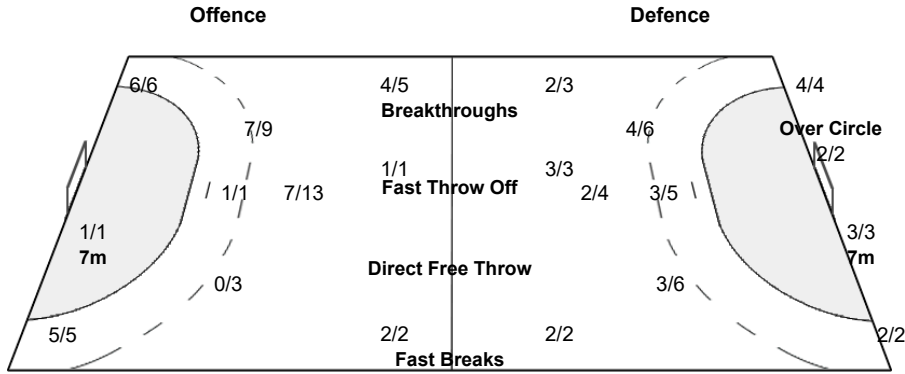 Offence Defence
6/6 4/5 2/3 4/4
Breakthroughs
7/9 4/6 Over Circle
2/2
1/1 3/3
Fast Throw Off
1/1 7/13 2/4 3/5
1/1 3/3
7m 7m
Direct Free Throw
0/3 3/6
5/5 2/2 2/2 2/2
Fast Breaks